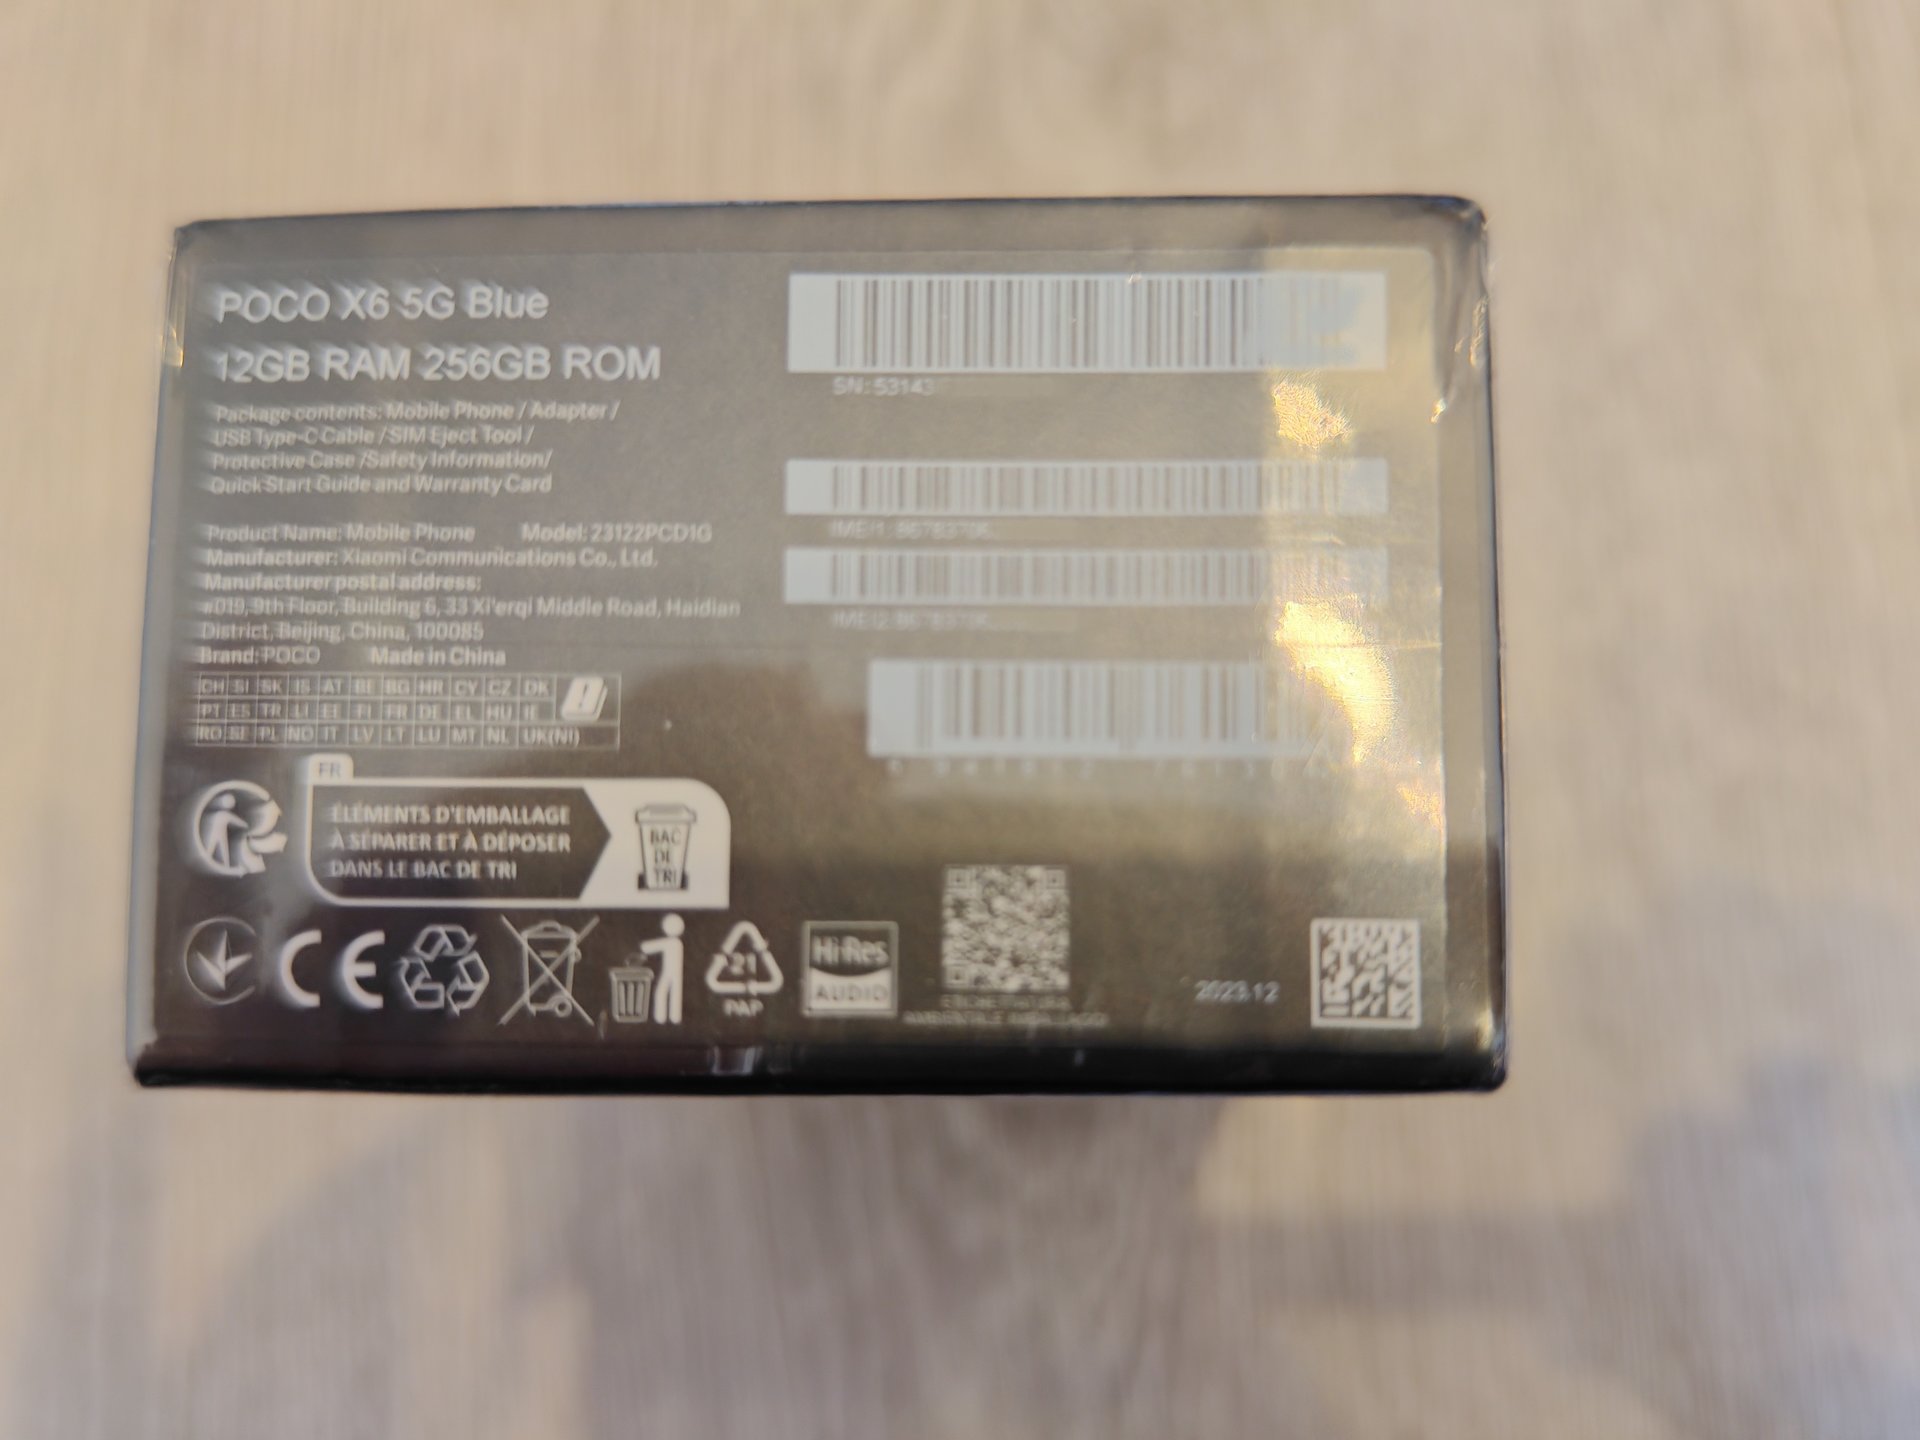 POCO X6 5G Blue
12GB RAM 256GB ROM
Package contents: Mobile Phone / Adapter /
USB Type-C Cable / SIM Eject Tool /
Protective Case /Safety Information/
Quick Start Guide and Warranty Card
Product Name: Mobile Phone Model: 23122PCD1G
Manufacturer: Xiaomi Communications Co., Ltd.
Manufacturer postal address:
#019, 9th Floor, Building 6, 33 Xi'erqi Middle Road, Haidian
District, Beijing, China, 100085
Brand: POCO Made in China
CH SI SK IS AT BE BG HR CY CZ DK
PT ES TR LI EE FI FR DE EL HU IE
RO SE PL NO IT LV LT LU MT NL UK(NI)
FR
ÉLÉMENTS D'EMBALLAGE
À SÉPARER ET À DÉPOSER
DANS LE BAC DE TRI
BAC
DE
TRI
CE
21
PAP
Hi-Res
AUDIO
SN: 53143
IMEI1:
IMEI2:
ETICHETTATURA
AMBIENTALE IMBALLAGGI
2023.12